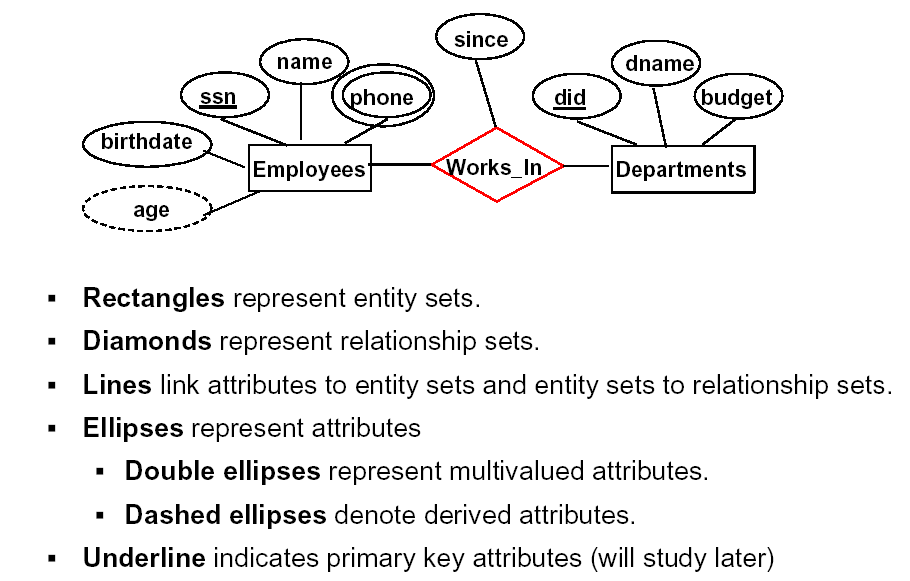 since
name
dname
ssn
phone
did
budget
birthdate
Employees
Works_In
Departments
age
▪ Rectangles represent entity sets.
▪ Diamonds represent relationship sets.
▪ Lines link attributes to entity sets and entity sets to relationship sets.
▪ Ellipses represent attributes
▪ Double ellipses represent multivalued attributes.
▪ Dashed ellipses denote derived attributes.
▪ Underline indicates primary key attributes (will study later)